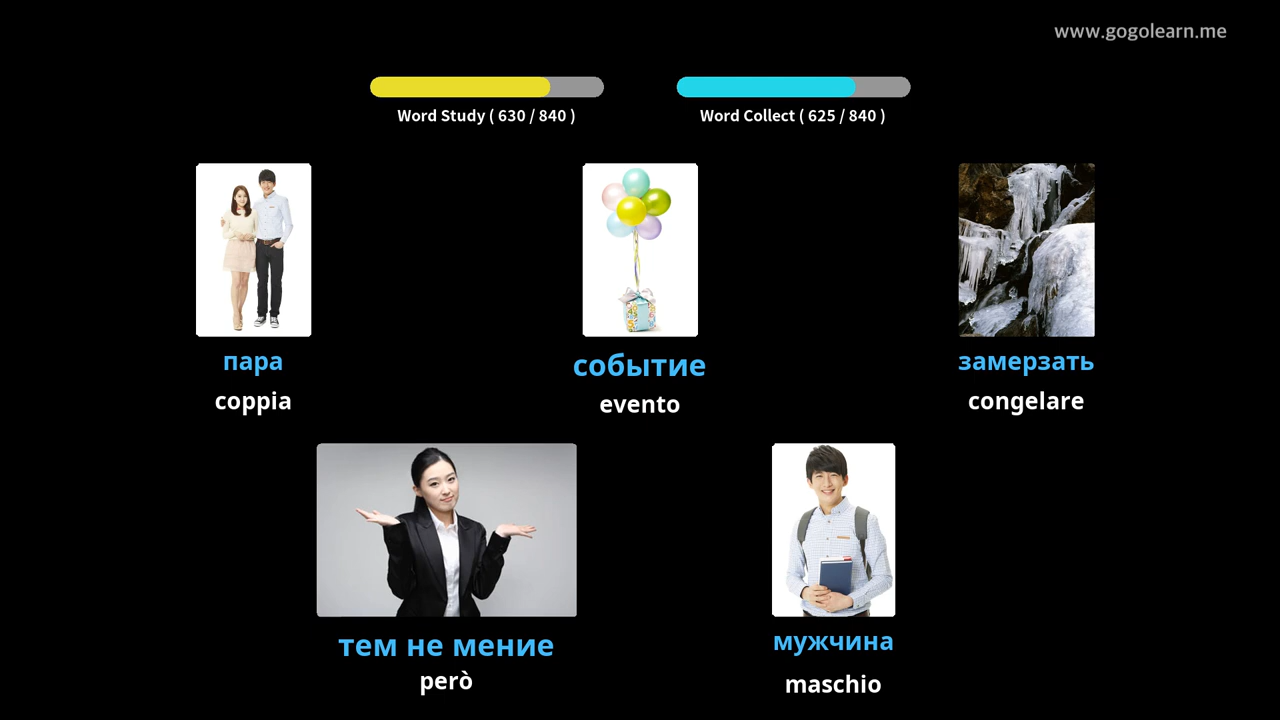 www.gogolearn.me
Word Study ( 630 / 840 )
Word Collect ( 625 / 840 )
пара
событие
замерзать
coppia
evento
congelare
тем не мение
мужчина
però
maschio